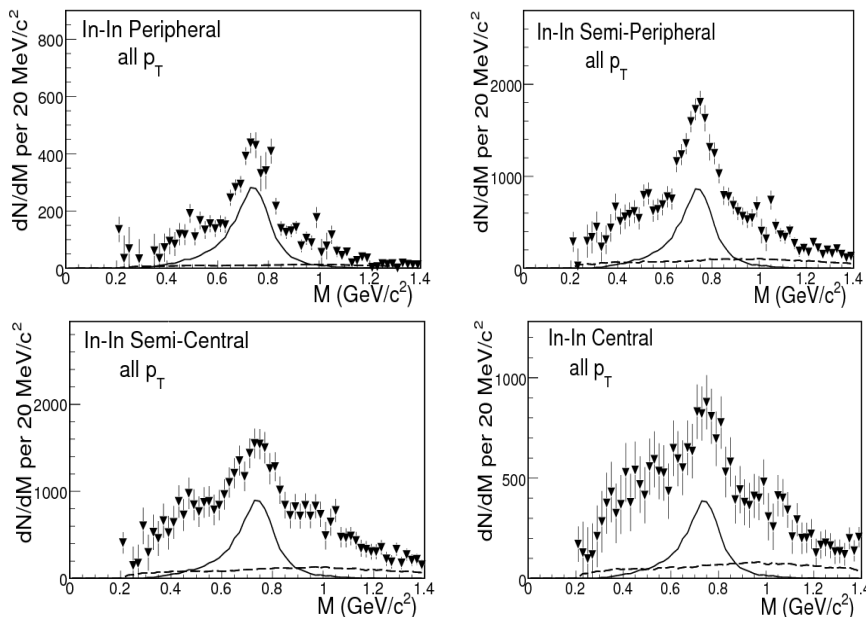 In-In Peripheral
all p_T
dN/dM per 20 MeV/c²
800
600
400
200
0
0 0.2 0.4 0.6 0.8 1 1.2 1.4
M (GeV/c²)
In-In Semi-Peripheral
all p_T
dN/dM per 20 MeV/c²
2000
1000
0
0 0.2 0.4 0.6 0.8 1 1.2 1.4
M (GeV/c²)
In-In Semi-Central
all p_T
dN/dM per 20 MeV/c²
2000
1000
0
0 0.2 0.4 0.6 0.8 1 1.2 1.4
M (GeV/c²)
In-In Central
all p_T
dN/dM per 20 MeV/c²
1000
500
0
0 0.2 0.4 0.6 0.8 1 1.2 1.4
M (GeV/c²)